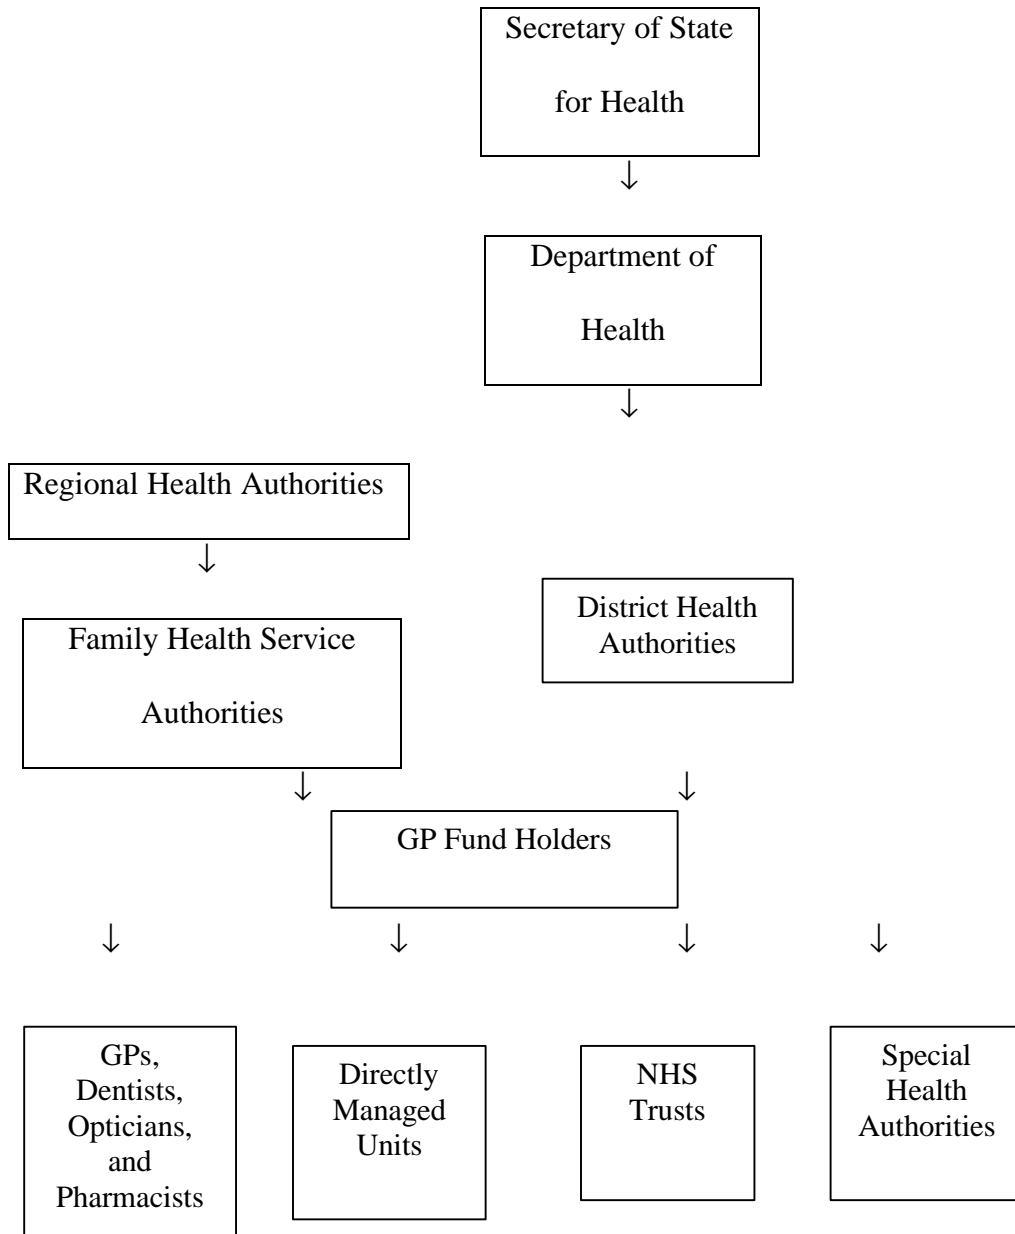 Secretary of State
for Health
↓
Department of
Health
↓
Regional Health Authorities
↓
District Health
Authorities
Family Health Service
Authorities
↓ ↓
GP Fund Holders
↓ ↓ ↓ ↓
GPs,
Dentists,
Opticians,
and
Pharmacists
Directly
Managed
Units
NHS
Trusts
Special
Health
Authorities